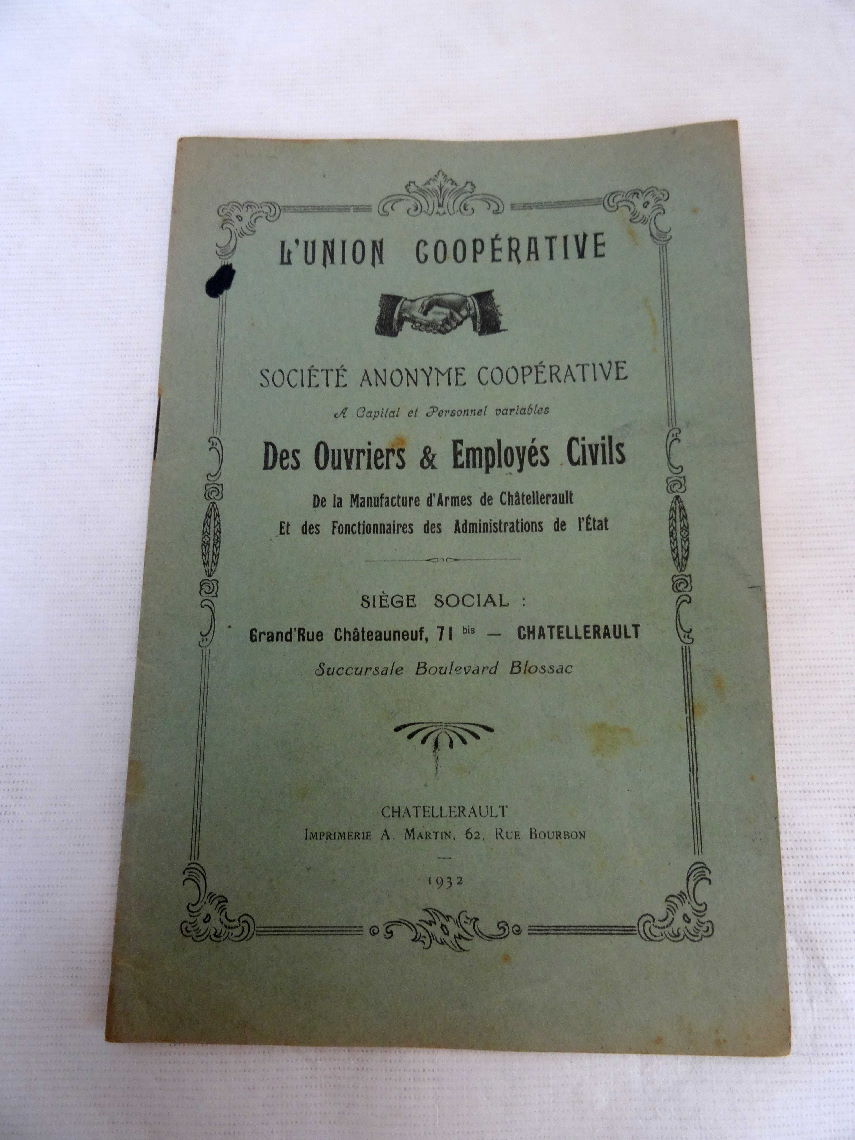 L'UNION COOPÉRATIVE
SOCIÉTÉ ANONYME COOPÉRATIVE
A Capital et Personnel variables
Des Ouvriers & Employés Civils
De la Manufacture d'Armes de Châtellerault
Et des Fonctionnaires des Administrations de l'État
SIÈGE SOCIAL :
Grand'Rue Châteauneuf, 71 bis — CHATELLERAULT
Succursale Boulevard Blossac
CHATELLERAULT
IMPRIMERIE A. MARTIN, 62, RUE BOURBON
1932